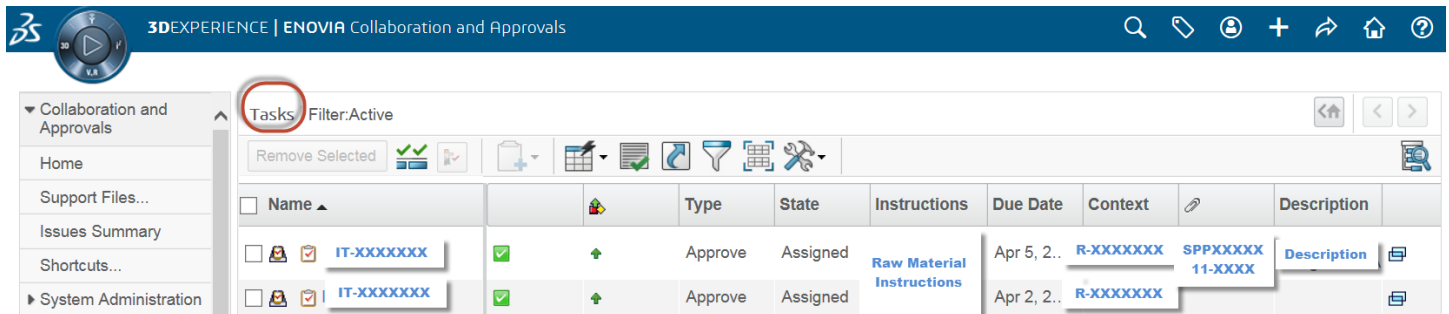 3DEXPERIENCE | ENOVIA Collaboration and Approvals
3D
V.R
Collaboration and
Approvals
Home
Support Files...
Issues Summary
Shortcuts...
System Administration
Tasks Filter:Active
Remove Selected
Name Type State Instructions Due Date Context Description
IT-XXXXXXX Approve Assigned Raw Material Instructions Apr 5, 2... R-XXXXXXX SPPXXXXX 11-XXXX Description
IT-XXXXXXX Approve Assigned Apr 2, 2... R-XXXXXXX